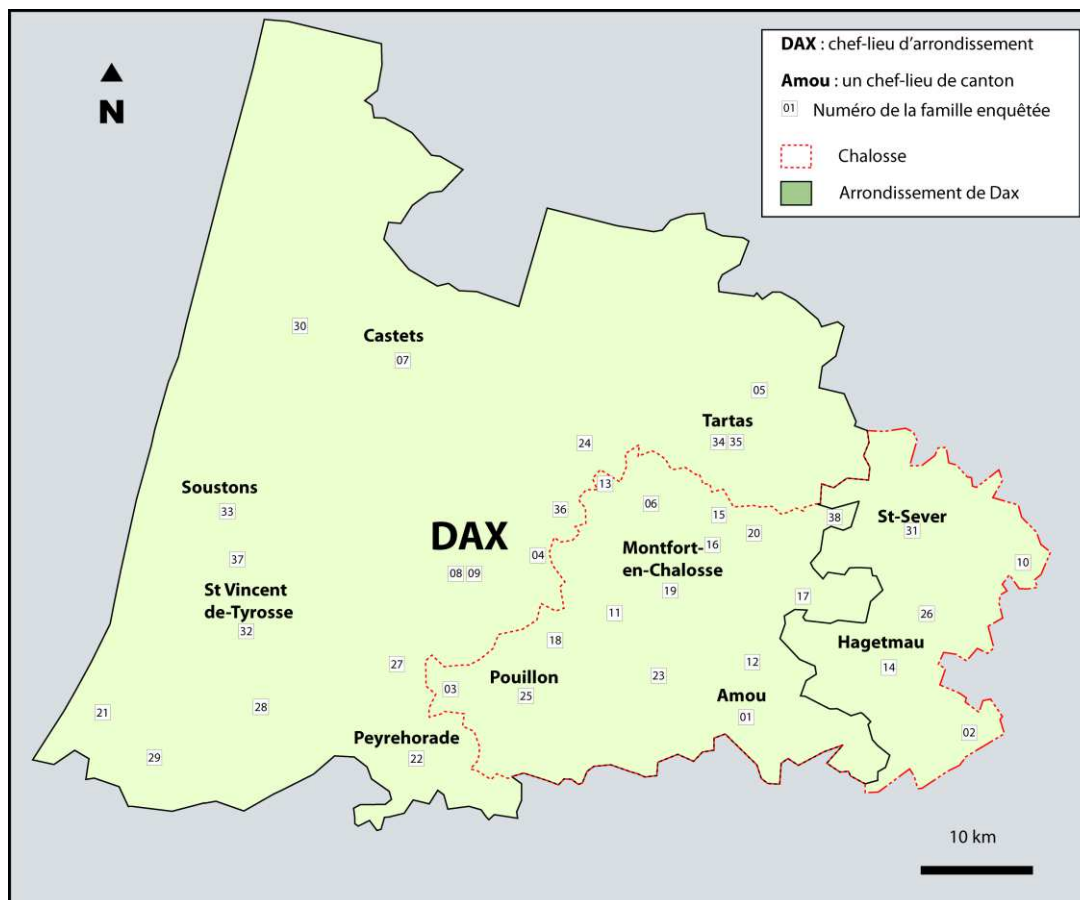 DAX : chef-lieu d'arrondissement
Amou : un chef-lieu de canton
01 Numéro de la famille enquêtée
Chalosse
Arrondissement de Dax
N
30
Castets
07
05
Tartas
34 35
24
Soustons
33
13
36
06
15
38
St-Sever
31
DAX
04
08 09
Montfort-
en-Chalosse
16
20
10
37
St Vincent
de-Tyrosse
32
19
17
11
26
18
Hagetmau
14
27
03
Pouillon
25
23
12
Amou
01
21
28
29
Peyrehorade
22
02
10 km